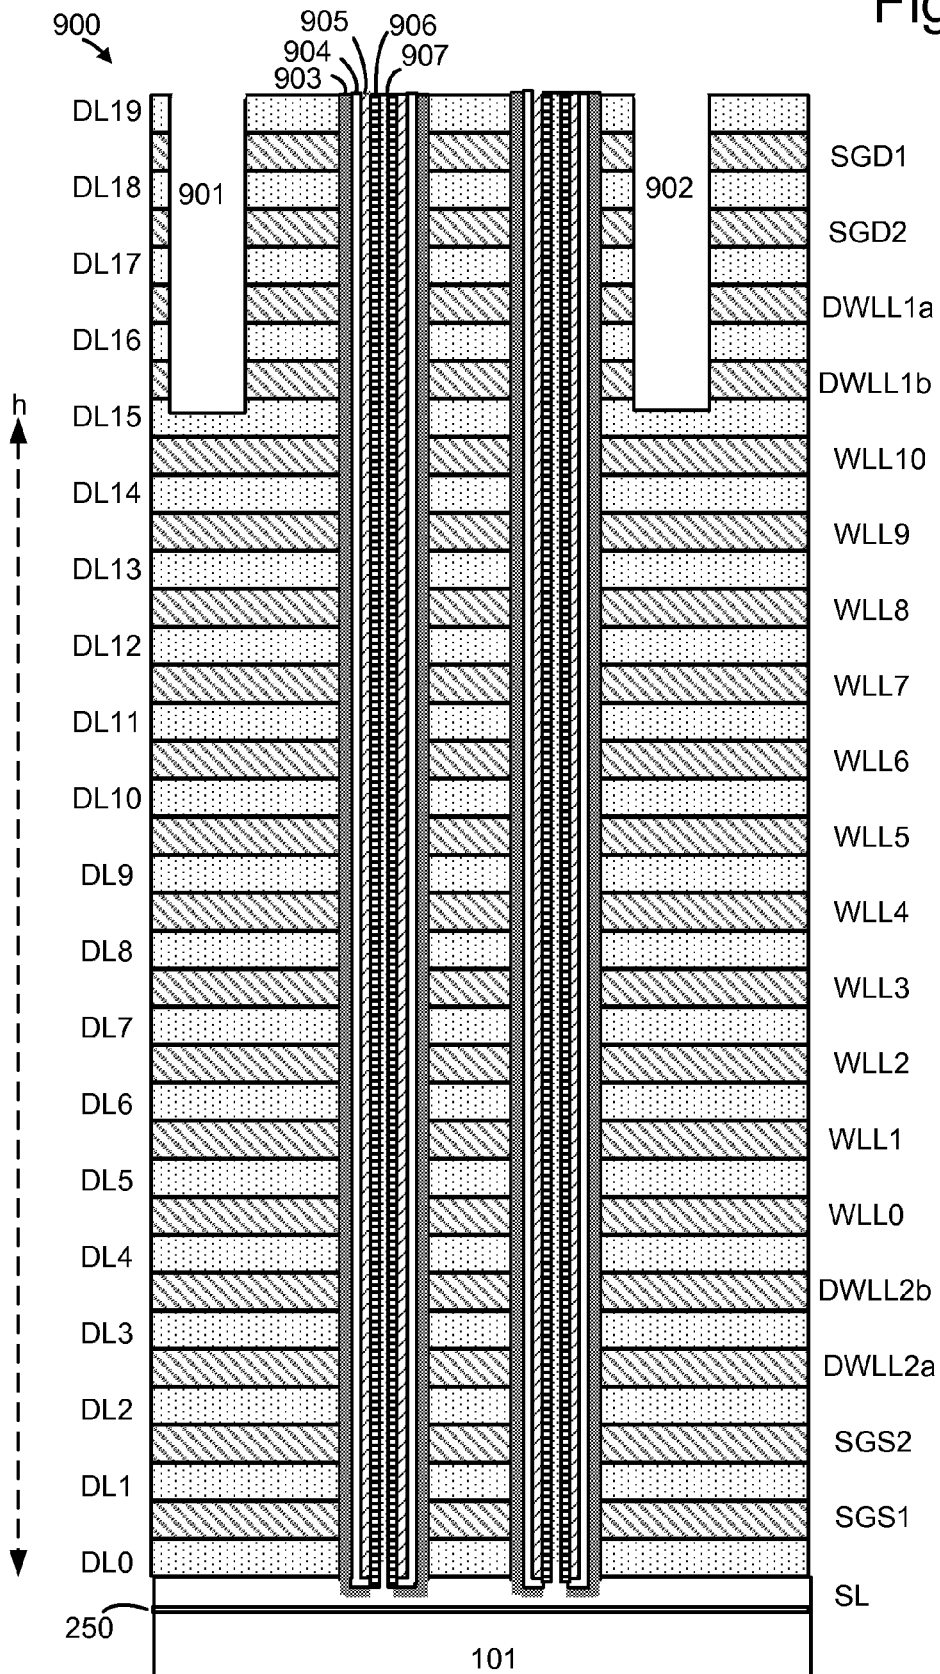 Fig
900
905 906
904 907
903
DL19
SGD1
DL18
901
902
SGD2
DL17
DWLL1a
DL16
DWLL1b
h
DL15
WLL10
DL14
WLL9
DL13
WLL8
DL12
WLL7
DL11
WLL6
DL10
WLL5
DL9
WLL4
DL8
WLL3
DL7
WLL2
DL6
WLL1
DL5
WLL0
DL4
DWLL2b
DL3
DWLL2a
DL2
SGS2
DL1
SGS1
DL0
SL
250
101